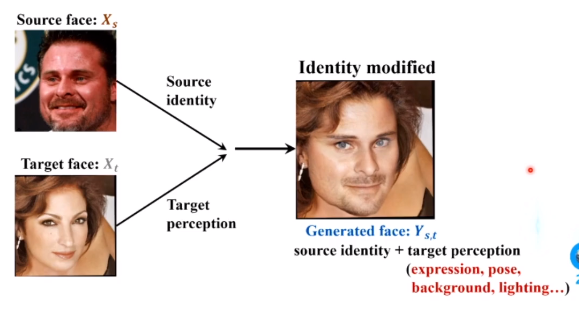 Source face: Xₛ
Source
identity
Identity modified
Target face: Xₜ
Target
perception
Generated face: Yₛ,ₜ
source identity + target perception
(expression, pose,
background, lighting...)